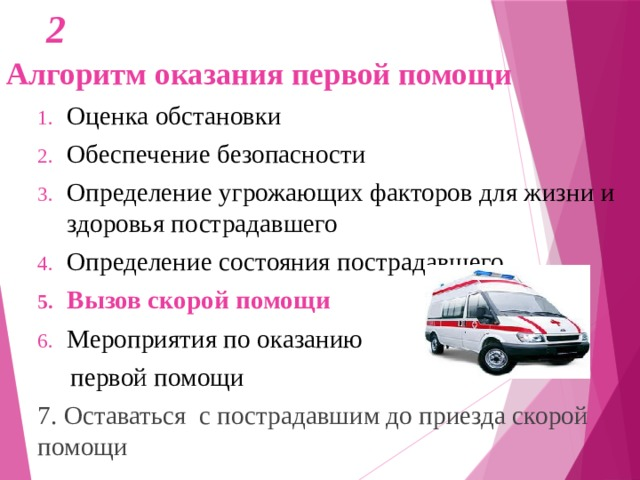 2
Алгоритм оказания первой помощи
1. Оценка обстановки
2. Обеспечение безопасности
3. Определение угрожающих факторов для жизни и
здоровья пострадавшего
4. Определение состояния пострадавшего
5. Вызов скорой помощи
6. Мероприятия по оказанию
первой помощи
7. Оставаться с пострадавшим до приезда скорой
помощи